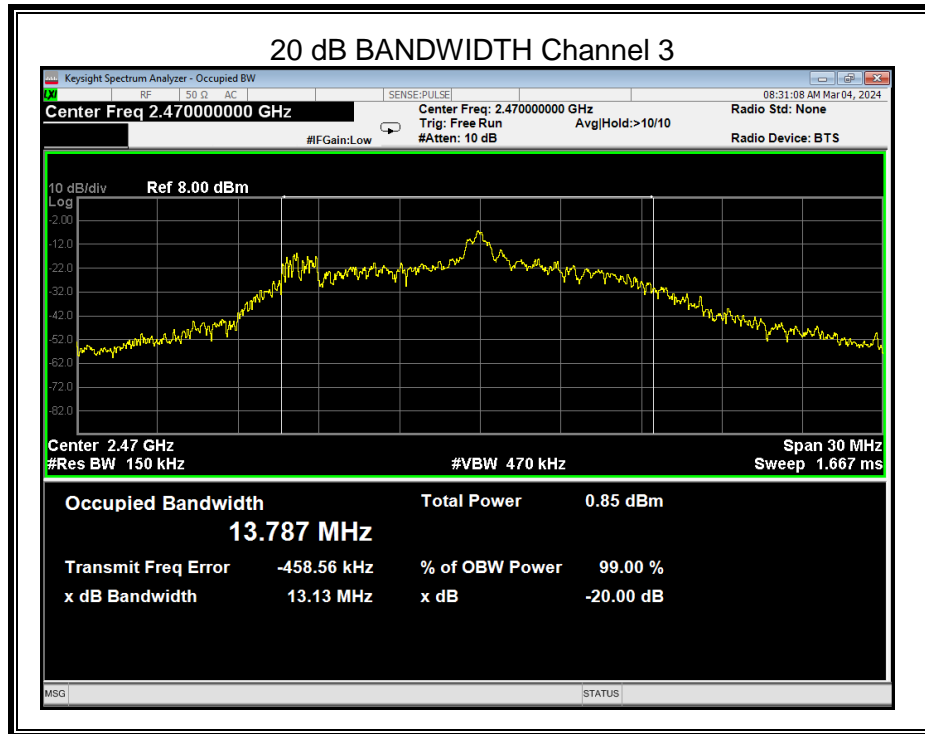 20 dB BANDWIDTH Channel 3
Keysight Spectrum Analyzer - Occupied BW
LXI RF 50 Ω AC SENSE:PULSE 08:31:08 AM Mar 04, 2024
Center Freq 2.470000000 GHz Center Freq: 2.470000000 GHz Radio Std: None
Trig: Free Run Avg|Hold:>10/10
#IFGain:Low #Atten: 10 dB Radio Device: BTS
10 dB/div Ref 8.00 dBm
Log
-2.00
-12.0
-22.0
-32.0
-42.0
-52.0
-62.0
-72.0
-82.0
Center 2.47 GHz Span 30 MHz
#Res BW 150 kHz #VBW 470 kHz Sweep 1.667 ms
Occupied Bandwidth Total Power 0.85 dBm
13.787 MHz
Transmit Freq Error -458.56 kHz % of OBW Power 99.00 %
x dB Bandwidth 13.13 MHz x dB -20.00 dB
MSG STATUS